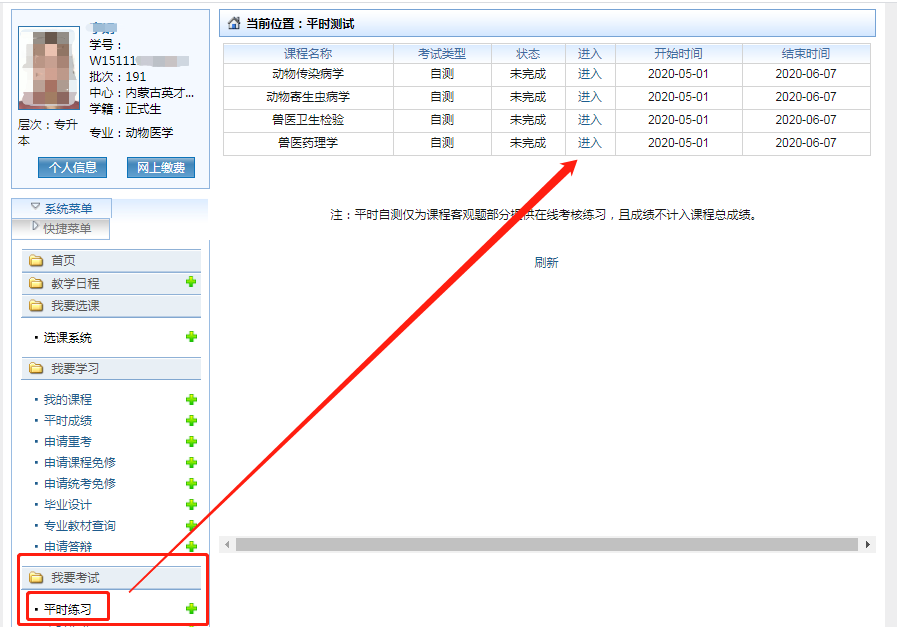 学号：
W15111
批次：191
中心：内蒙古英才...
学籍：正式生
层次：专升
本
专业：动物医学
个人信息 网上缴费
系统菜单
快捷菜单
首页
教学日程
我要选课
选课系统
我要学习
我的课程
平时成绩
申请重考
申请课程免修
申请统考免修
毕业设计
专业教材查询
申请答辩
我要考试
平时练习
当前位置：平时测试
课程名称 考试类型 状态 进入 开始时间 结束时间
动物传染病学 自测 未完成 进入 2020-05-01 2020-06-07
动物寄生虫病学 自测 未完成 进入 2020-05-01 2020-06-07
兽医卫生检验 自测 未完成 进入 2020-05-01 2020-06-07
兽医药理学 自测 未完成 进入 2020-05-01 2020-06-07
注：平时自测仅为课程客观题部分提供在线考核练习，且成绩不计入课程总成绩。
刷新